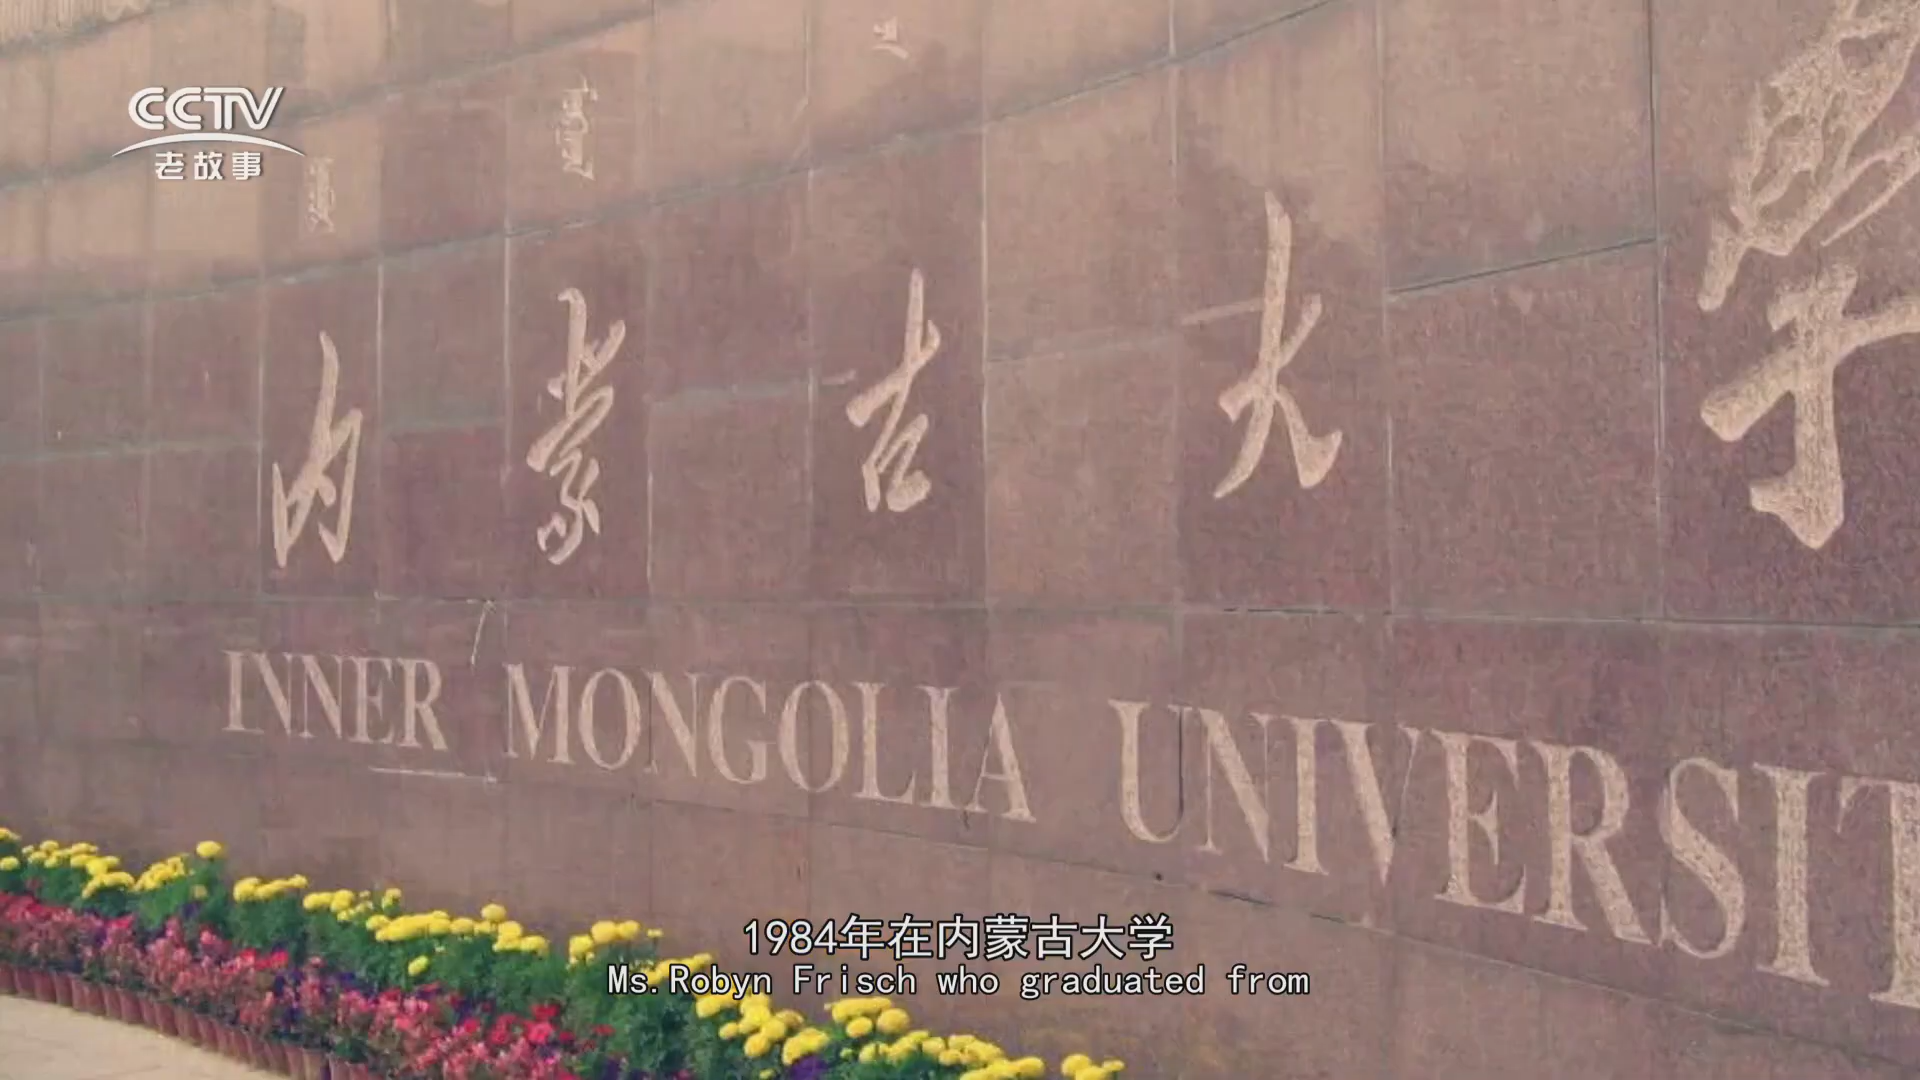 CCTV
老故事
内蒙古大学
INNER MONGOLIA UNIVERSIT
1984年在内蒙古大学
Ms.Robyn Frisch who graduated from